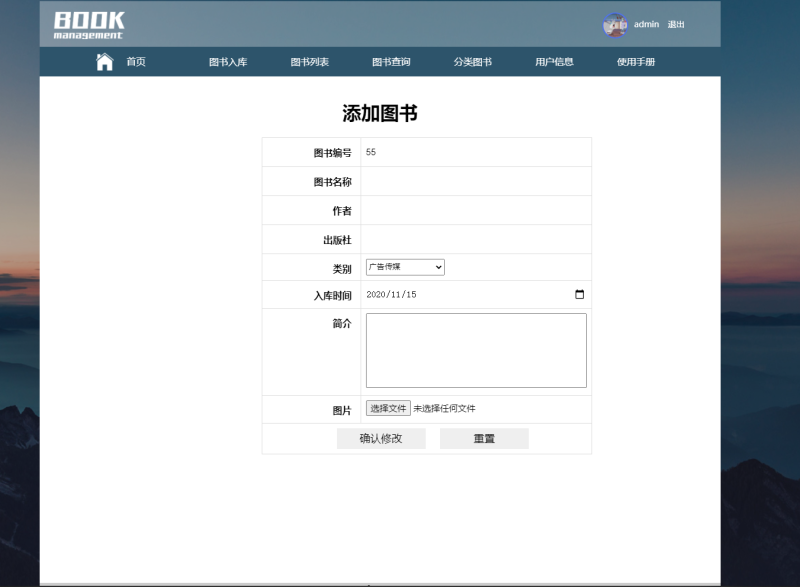 BOOK
management
admin 退出
首页 图书入库 图书列表 图书查询 分类图书 用户信息 使用手册
添加图书
图书编号 55
图书名称
作者
出版社
类别 广告传媒
入库时间 2020/11/15
简介
图片 选择文件 未选择任何文件
确认修改 重置